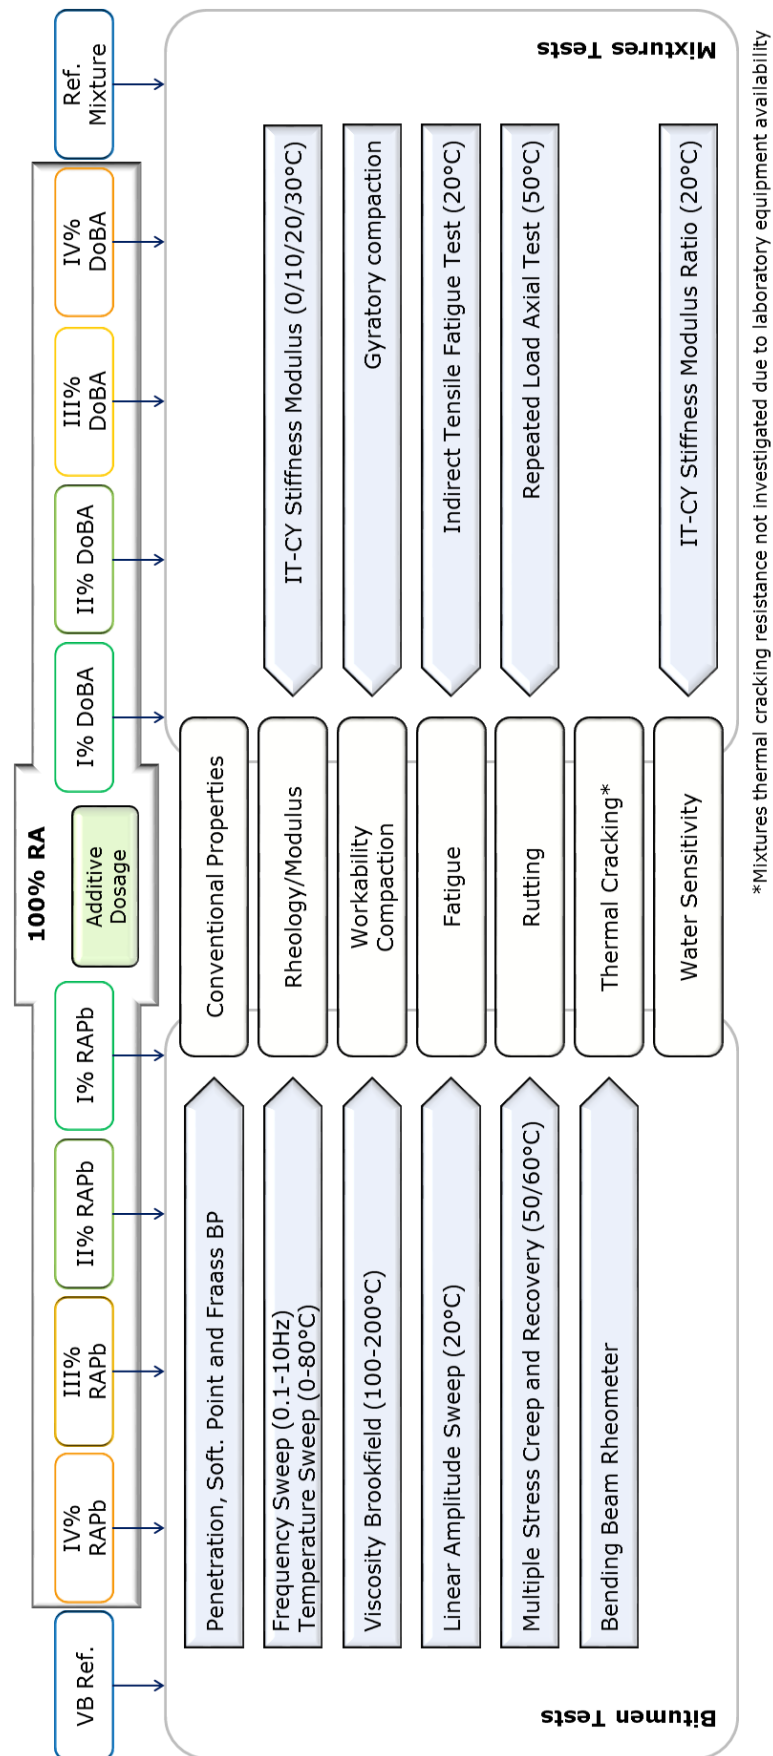 100% RA
VB Ref.
IV%
RAPb
III%
RAPb
II% RAPb
I% RAPb
Additive
Dosage
I% DoBA
II% DoBA
III%
DoBA
IV%
DoBA
Ref.
Mixture
Penetration, Soft. Point and Fraass BP
Conventional Properties
Frequency Sweep (0.1-10Hz)
Temperature Sweep (0-80°C)
Rheology/Modulus
IT-CY Stiffness Modulus (0/10/20/30°C)
Viscosity Brookfield (100-200°C)
Workability
Compaction
Gyratory compaction
Linear Amplitude Sweep (20°C)
Fatigue
Indirect Tensile Fatigue Test (20°C)
Multiple Stress Creep and Recovery (50/60°C)
Rutting
Repeated Load Axial Test (50°C)
Bending Beam Rheometer
Thermal Cracking*
Water Sensitivity
IT-CY Stiffness Modulus Ratio (20°C)
Bitumen Tests
Mixtures Tests
*Mixtures thermal cracking resistance not investigated due to laboratory equipment availability